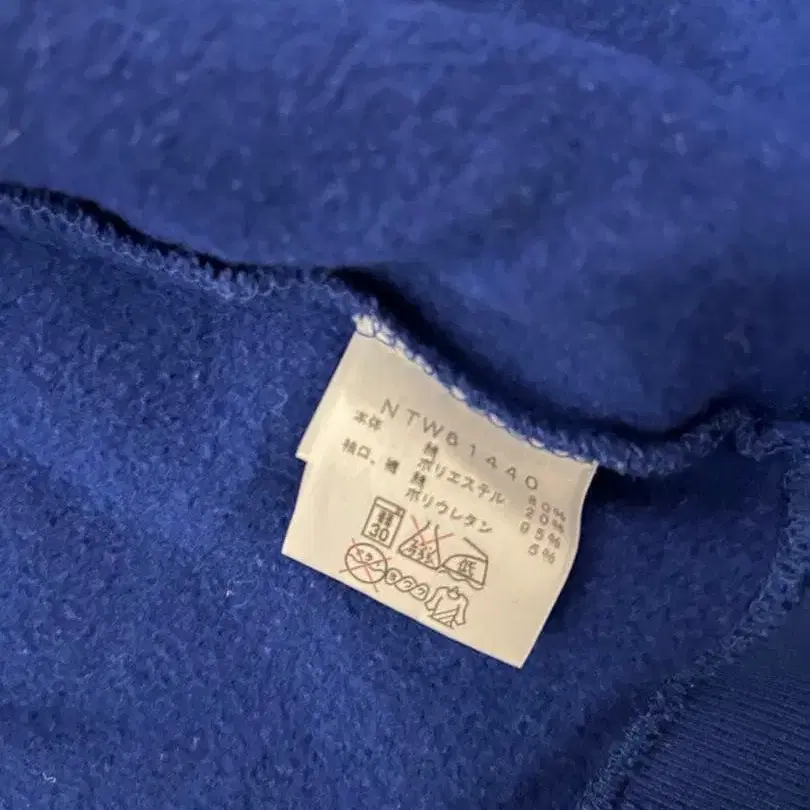 NTW61440
本体 綿 80%
ポリエステル 20%
袖口、裾 綿 95%
ポリウレタン 5%
30
低